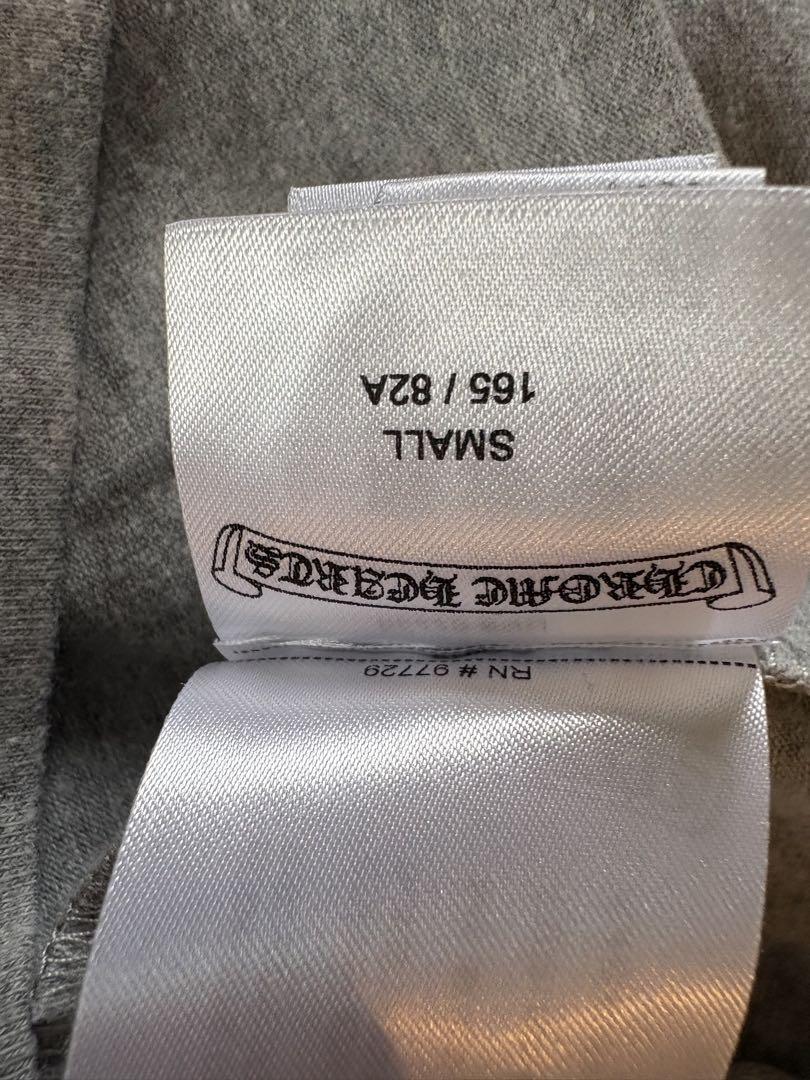 RN # 97729
CHROME HEARTS
SMALL
165 / 82A